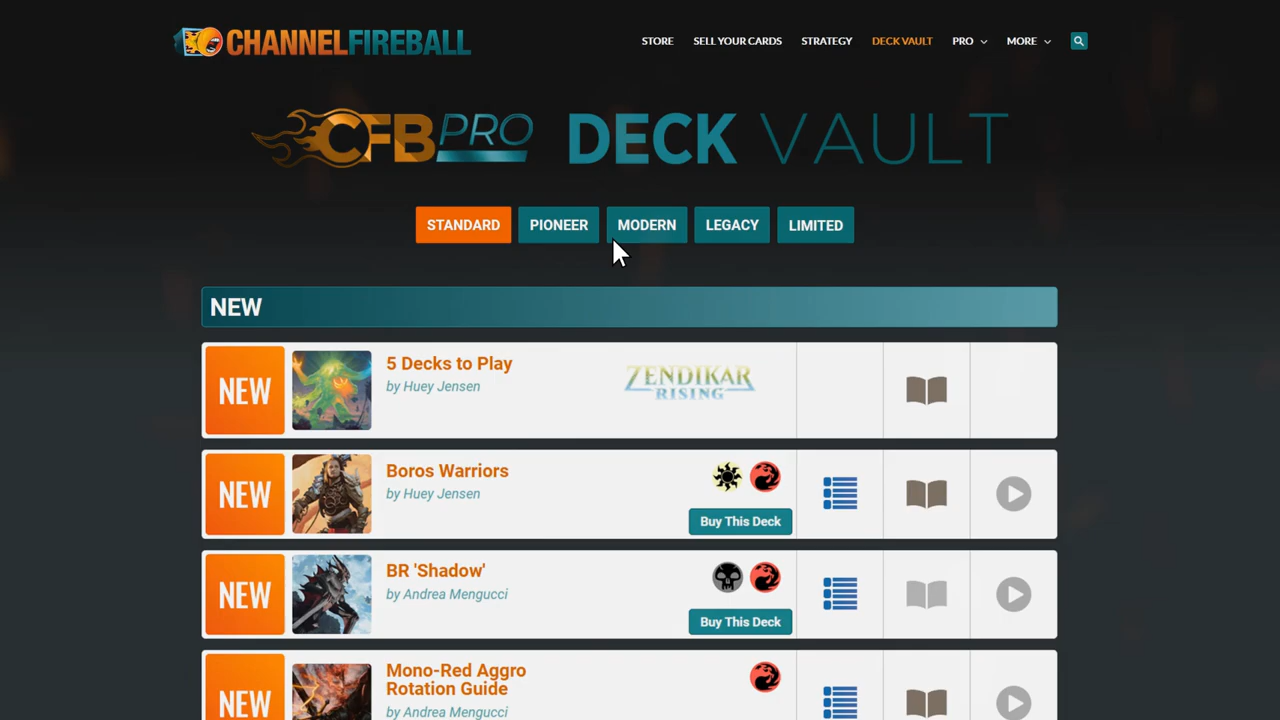 CHANNELFIREBALL
STORE SELL YOUR CARDS STRATEGY DECK VAULT PRO MORE
CFB PRO DECK VAULT
STANDARD PIONEER MODERN LEGACY LIMITED
NEW
NEW
5 Decks to Play
by Huey Jensen
ZENDIKAR
RISING
NEW
Boros Warriors
by Huey Jensen
Buy This Deck
NEW
BR 'Shadow'
by Andrea Mengucci
Buy This Deck
NEW
Mono-Red Aggro
Rotation Guide
by Andrea Mengucci